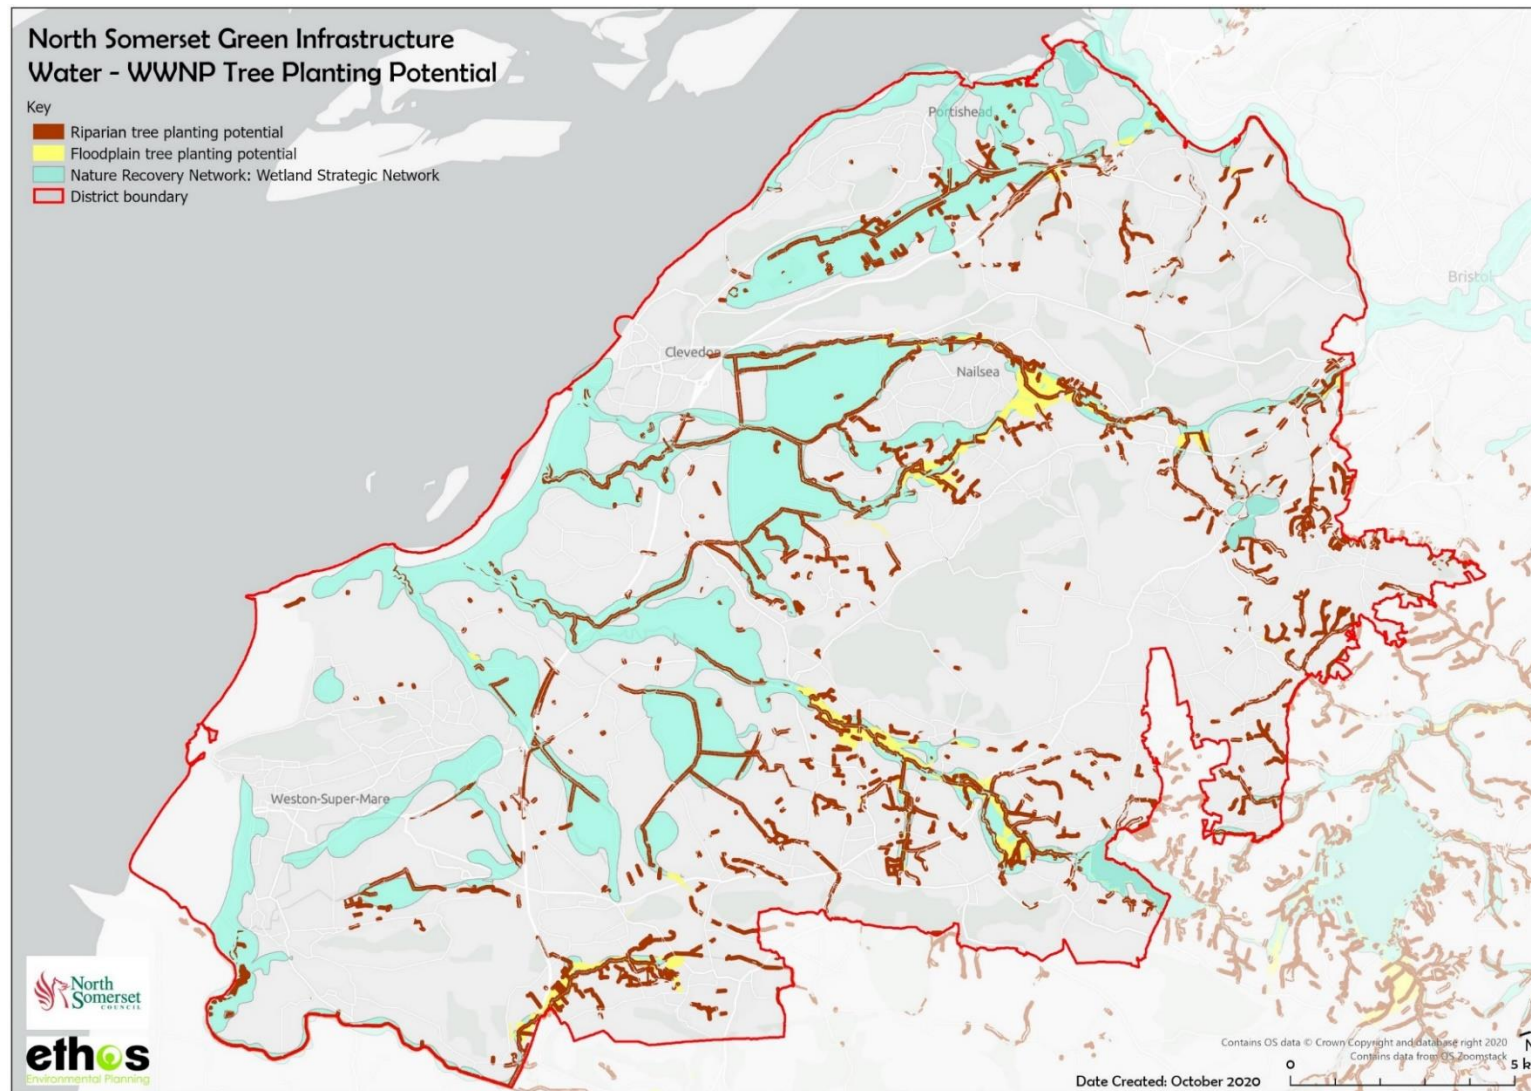 North Somerset Green Infrastructure
Water - WWNP Tree Planting Potential
Key
Riparian tree planting potential
Floodplain tree planting potential
Nature Recovery Network: Wetland Strategic Network
District boundary
Portishead
Bristol
Clevedon
Nailsea
Weston-Super-Mare
North
Somerset
COUNCIL
ethos
Environmental Planning
Contains OS data © Crown Copyright and database right 2020
Contains data from OS Zoomstack
N
0 5 k
Date Created: October 2020